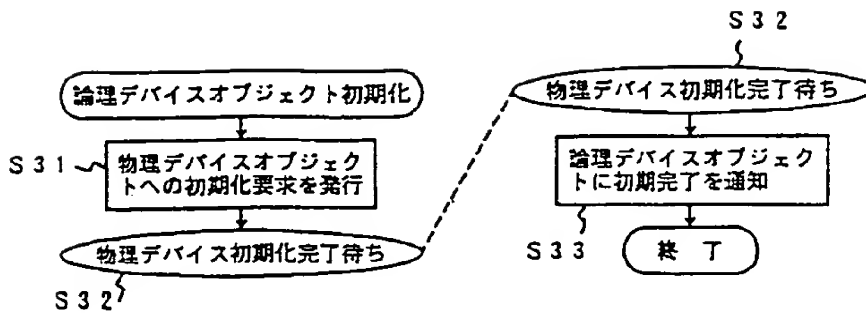 論理デバイスオブジェクト初期化
S31
物理デバイスオブジェク
トへの初期化要求を発行
物理デバイス初期化完了待ち
S32
S32
物理デバイス初期化完了待ち
論理デバイスオブジェク
トに初期完了を通知
S33
終 了